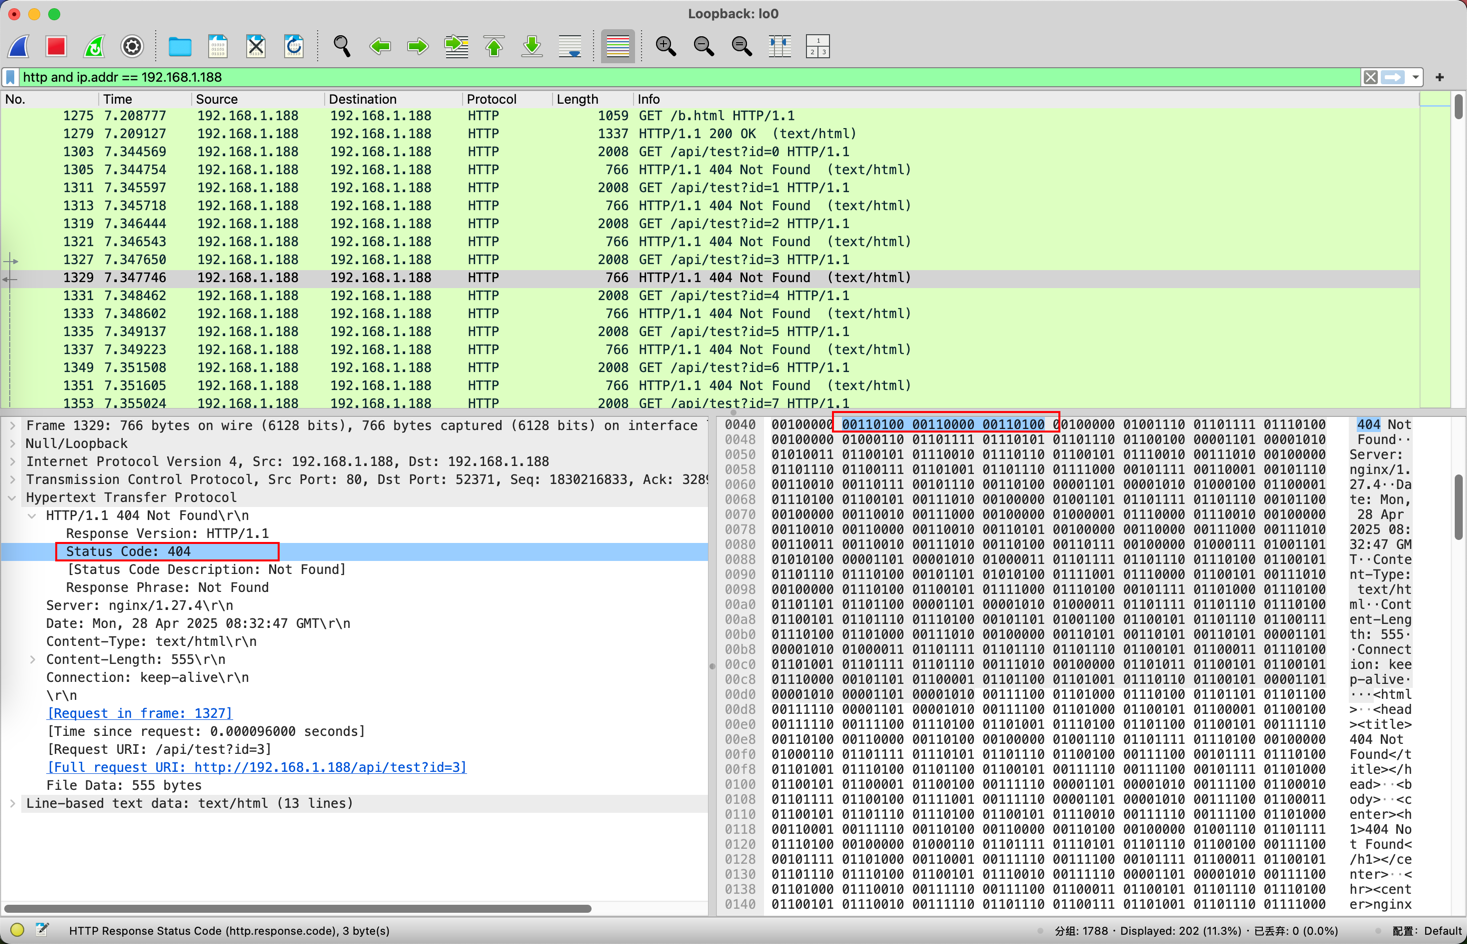 Loopback: lo0
http and ip.addr == 192.168.1.188
No. Time Source Destination Protocol Length Info
1275 7.208777 192.168.1.188 192.168.1.188 HTTP 1059 GET /b.html HTTP/1.1
1279 7.209127 192.168.1.188 192.168.1.188 HTTP 1337 HTTP/1.1 200 OK (text/html)
1303 7.344569 192.168.1.188 192.168.1.188 HTTP 2008 GET /api/test?id=0 HTTP/1.1
1305 7.344754 192.168.1.188 192.168.1.188 HTTP 766 HTTP/1.1 404 Not Found (text/html)
1311 7.345597 192.168.1.188 192.168.1.188 HTTP 2008 GET /api/test?id=1 HTTP/1.1
1313 7.345718 192.168.1.188 192.168.1.188 HTTP 766 HTTP/1.1 404 Not Found (text/html)
1319 7.346444 192.168.1.188 192.168.1.188 HTTP 2008 GET /api/test?id=2 HTTP/1.1
1321 7.346543 192.168.1.188 192.168.1.188 HTTP 766 HTTP/1.1 404 Not Found (text/html)
1327 7.347650 192.168.1.188 192.168.1.188 HTTP 2008 GET /api/test?id=3 HTTP/1.1
1329 7.347746 192.168.1.188 192.168.1.188 HTTP 766 HTTP/1.1 404 Not Found (text/html)
1331 7.348462 192.168.1.188 192.168.1.188 HTTP 2008 GET /api/test?id=4 HTTP/1.1
1333 7.348602 192.168.1.188 192.168.1.188 HTTP 766 HTTP/1.1 404 Not Found (text/html)
1335 7.349137 192.168.1.188 192.168.1.188 HTTP 2008 GET /api/test?id=5 HTTP/1.1
1337 7.349223 192.168.1.188 192.168.1.188 HTTP 766 HTTP/1.1 404 Not Found (text/html)
1349 7.351508 192.168.1.188 192.168.1.188 HTTP 2008 GET /api/test?id=6 HTTP/1.1
1351 7.351605 192.168.1.188 192.168.1.188 HTTP 766 HTTP/1.1 404 Not Found (text/html)
1353 7.355024 192.168.1.188 192.168.1.188 HTTP 2008 GET /api/test?id=7 HTTP/1.1
Frame 1329: 766 bytes on wire (6128 bits), 766 bytes captured (6128 bits) on interface
Null/Loopback
Internet Protocol Version 4, Src: 192.168.1.188, Dst: 192.168.1.188
Transmission Control Protocol, Src Port: 80, Dst Port: 52371, Seq: 1830216833, Ack: 3289
Hypertext Transfer Protocol
HTTP/1.1 404 Not Found\r\n
Response Version: HTTP/1.1
Status Code: 404
[Status Code Description: Not Found]
Response Phrase: Not Found
Server: nginx/1.27.4\r\n
Date: Mon, 28 Apr 2025 08:32:47 GMT\r\n
Content-Type: text/html\r\n
Content-Length: 555\r\n
Connection: keep-alive\r\n
\r\n
[Request in frame: 1327]
[Time since request: 0.000096000 seconds]
[Request URI: /api/test?id=3]
[Full request URI: http://192.168.1.188/api/test?id=3]
File Data: 555 bytes
Line-based text data: text/html (13 lines)
0040 00100000 00110100 00110000 00110100 00100000 01001110 01101111 01110100 404 Not
0048 00100000 01000110 01101111 01110101 01101110 01100100 00001101 00001010 Found··
0050 01010011 01100101 01110010 01110110 01100101 01110010 00111010 00100000 Server:
0058 01101110 01100111 01101001 01101110 01111000 00101111 00110001 00101110 nginx/1.
0060 00110010 00110111 00101110 00110100 00001101 00001010 01000100 01100001 27.4··Da
0068 01110100 01100101 00111010 00100000 01001101 01101111 01101110 00101100 te: Mon,
0070 00100000 00110010 00111000 00100000 01000001 01110000 01110010 00100000 28 Apr
0078 00110010 00110000 00110010 00110101 00100000 00110000 00111000 00111010 2025 08:
0080 00110011 00110010 00111010 00110100 00110111 00100000 01000111 01001101 32:47 GM
0088 01010100 00001101 00001010 01000011 01101111 01101110 01110100 01100101 T··Conte
0090 01101110 01110100 00101101 01010100 01111001 01110000 01100101 00111010 nt-Type:
0098 00100000 01110100 01100101 01111000 01110100 00101111 01101000 01110100 text/ht
00a0 01101101 01101100 00001101 00001010 01000011 01101111 01101110 01110100 ml··Cont
00a8 01100101 01101110 01110100 00101101 01001100 01100101 01101110 01100111 ent-Leng
00b0 01110100 01101000 00111010 00100000 00110101 00110101 00110101 00001101 th: 555·
00b8 00001010 01000011 01101111 01101110 01101110 01100101 01100011 01110100 ·Connect
00c0 01101001 01101111 01101110 00111010 00100000 01101011 01100101 01100101 ion: kee
00c8 01110000 00101101 01100001 01101100 01101001 01110110 01100101 00001101 p-alive·
00d0 00001010 00001101 00001010 00111100 01101000 01110100 01101101 01101100 ···<html
00d8 00111110 00001101 00001010 00111100 01101000 01100101 01100001 01100100 >··<head
00e0 00111110 00111100 01110100 01101001 01110100 01101100 01100101 00111110 ><title>
00e8 00110100 00110000 00110100 00100000 01001110 01101111 01110100 00100000 404 Not
00f0 01000110 01101111 01110101 01101110 01100100 00111100 00101111 01110100 Found</t
00f8 01101001 01110100 01101100 01100101 00111110 00111100 00101111 01101000 itle></h
0100 01100101 01100001 01100100 00111110 00001101 00001010 00111100 01100010 ead>··<b
0108 01101111 01100100 01111001 00111110 00001101 00001010 00111100 01100011 ody>··<c
0110 01100101 01101110 01110100 01100101 01110010 00111110 00111100 01101000 enter><h
0118 00110001 00111110 00110100 00110000 00110100 00100000 01001110 01101111 1>404 No
0120 01110100 00100000 01000110 01101111 01110101 01101110 01100100 00111100 t Found<
0128 00101111 01101000 00110001 00111110 00111100 00101111 01100011 01100101 /h1></ce
0130 01101110 01110100 01100101 01110010 00111110 00001101 00001010 00111100 nter>··<
0138 01101000 01110010 00111110 00111100 01100011 01100101 01101110 01110100 hr><cent
0140 01100101 01110010 00111110 01101110 01100111 01101001 01101110 01111000 er>nginx
HTTP Response Status Code (http.response.code), 3 byte(s)
分组: 1788 · Displayed: 202 (11.3%) · 已丢弃: 0 (0.0%)
配置: Default